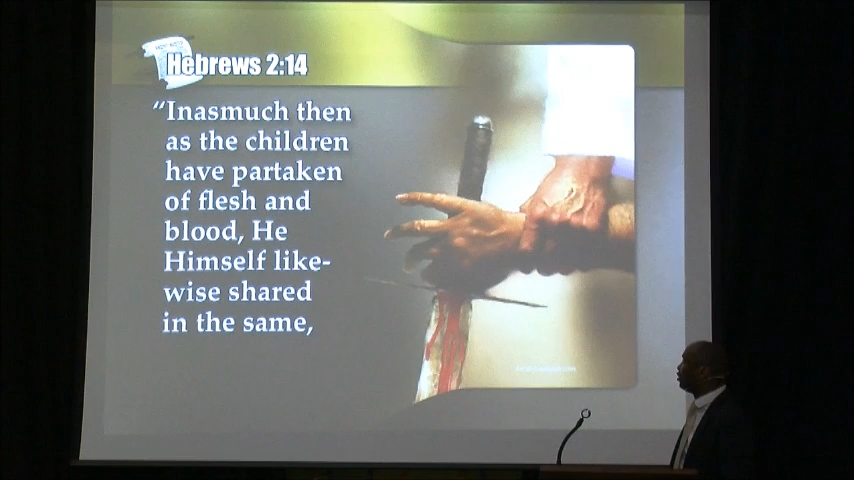 Hebrews 2:14
“Inasmuch then
as the children
have partaken
of flesh and
blood, He
Himself like-
wise shared
in the same,